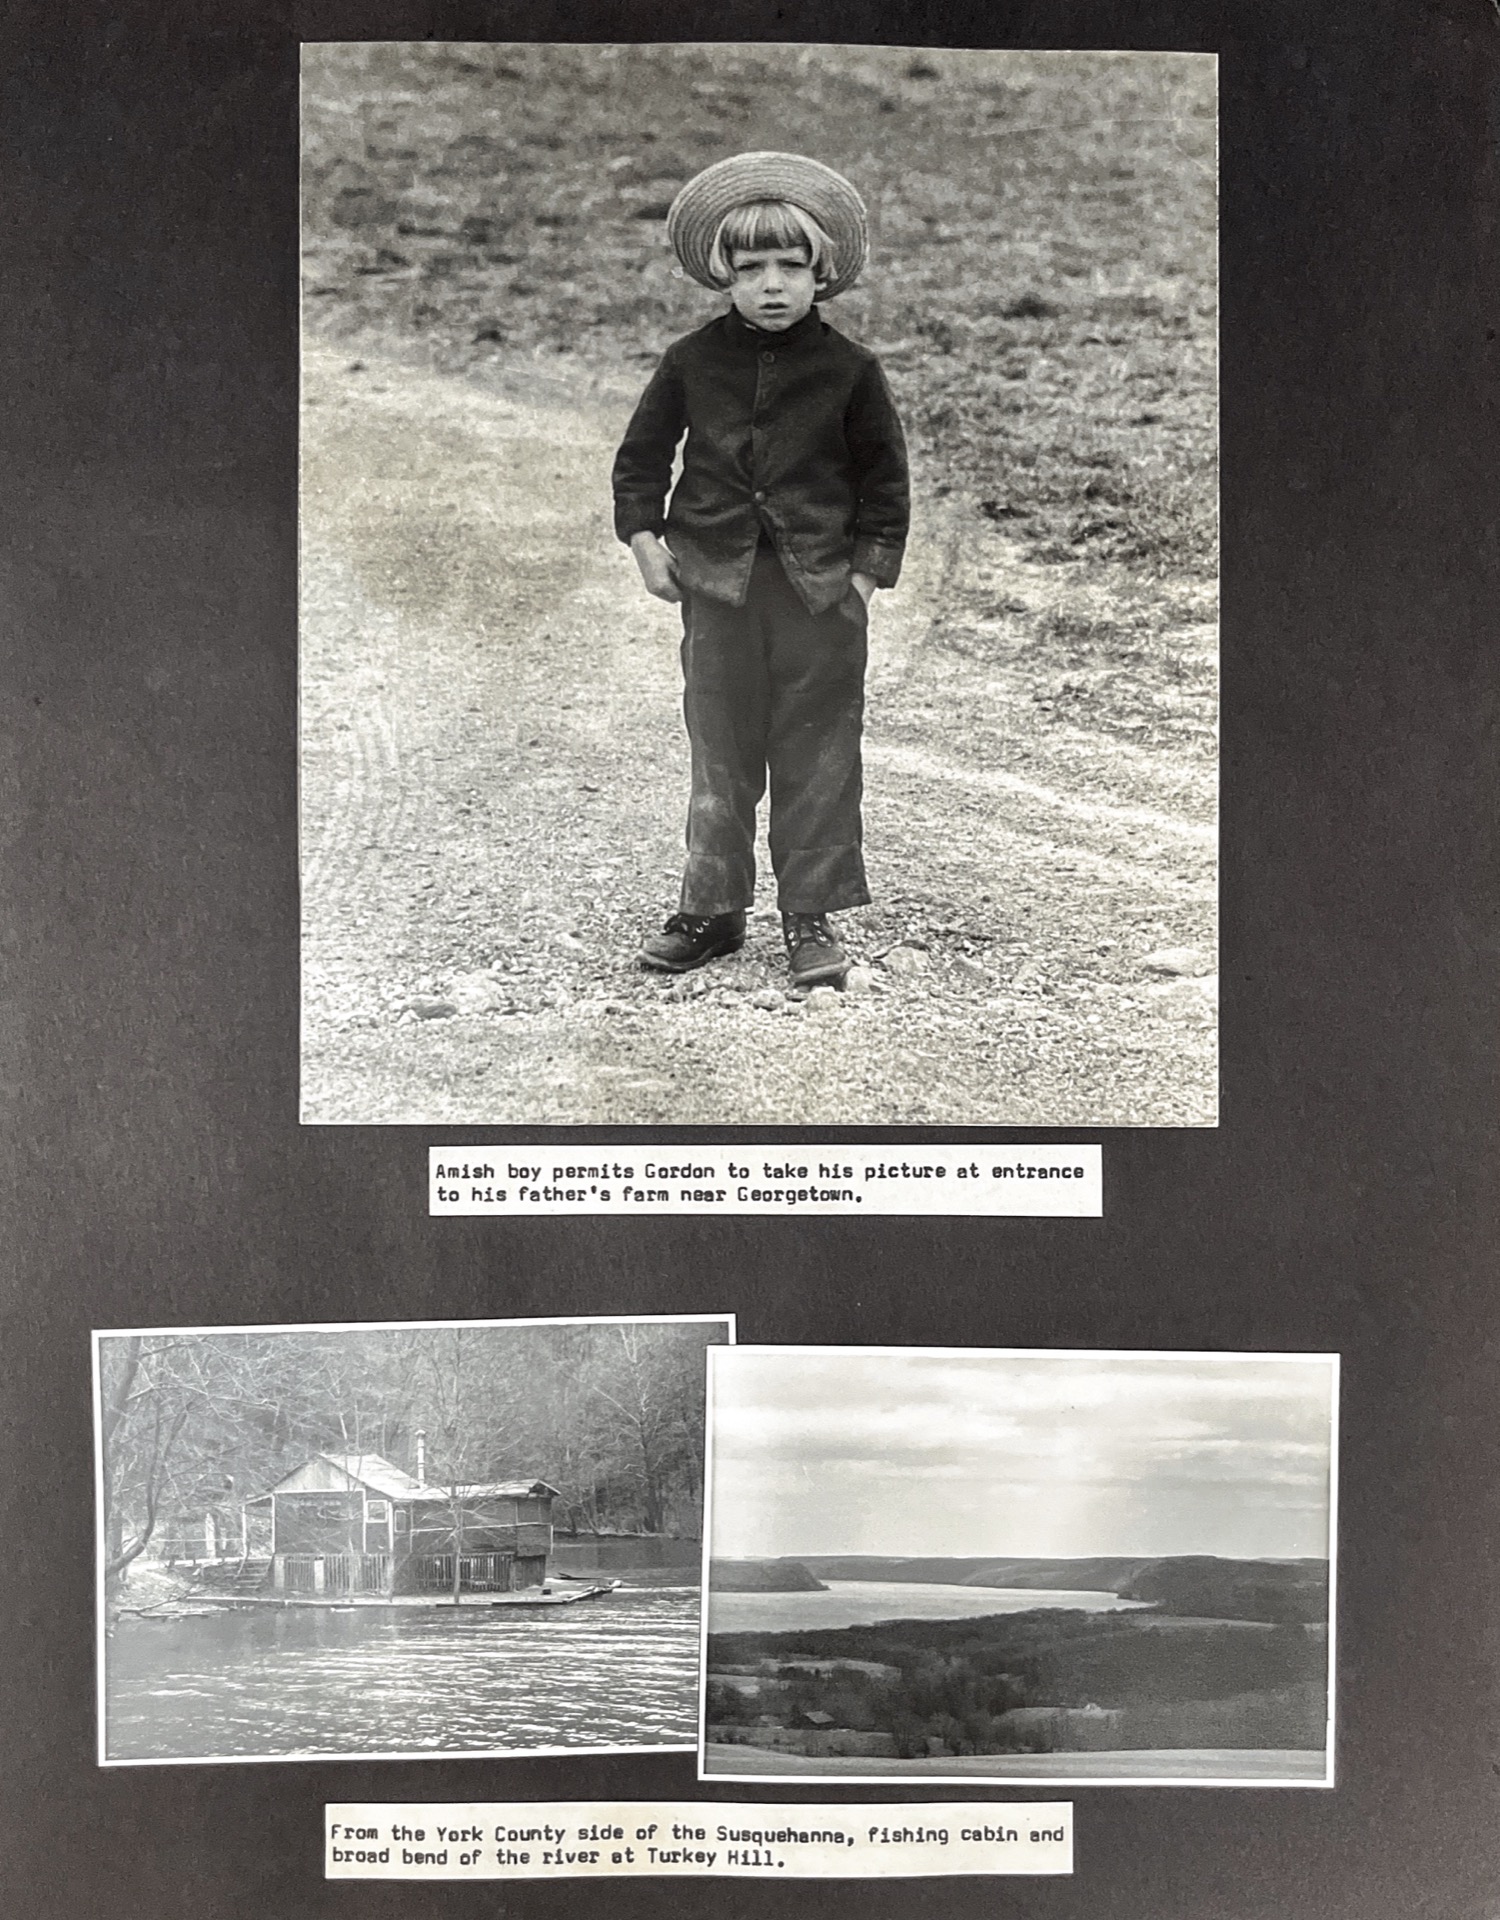 Amish boy permits Gordon to take his picture at entrance
to his father's farm near Georgetown.
From the York County side of the Susquehanna, fishing cabin and
broad bend of the river at Turkey Hill.